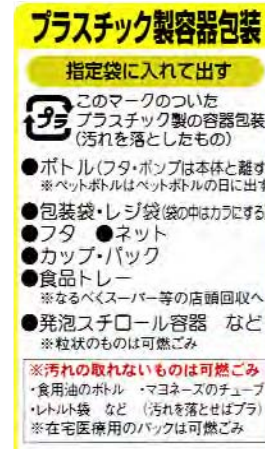 プラスチック製容器包装
指定袋に入れて出す
プラ
このマークのついた
プラスチック製の容器包装
(汚れを落としたもの)
●ボトル(フタ・ポンプは本体と離す
※ペットボトルはペットボトルの日に出す
●包装袋・レジ袋(袋の中はカラにする
●フタ ●ネット
●カップ・パック
●食品トレー
※なるべくスーパー等の店頭回収へ
●発泡スチロール容器 など
※粒状のものは可燃ごみ
※汚れの取れないものは可燃ごみ
・食用油のボトル ・マヨネーズのチューブ
・レトルト袋 など (汚れを落とせばプラ)
※在宅医療用のバックは可燃ごみ